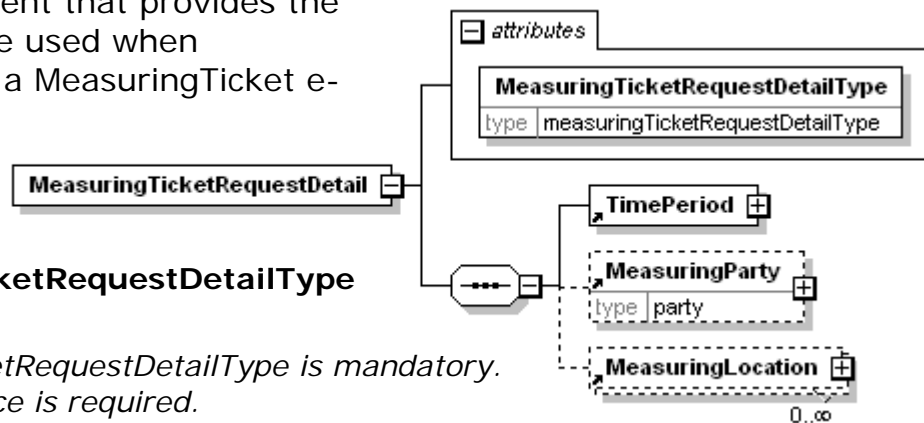 ent that provides the
e used when
a MeasuringTicket e-
attributes
MeasuringTicketRequestDetailType
type measuringTicketRequestDetailType
MeasuringTicketRequestDetail
TimePeriod
MeasuringParty
type party
MeasuringLocation
0..∞
ketRequestDetailType
etRequestDetailType is mandatory.
ce is required.